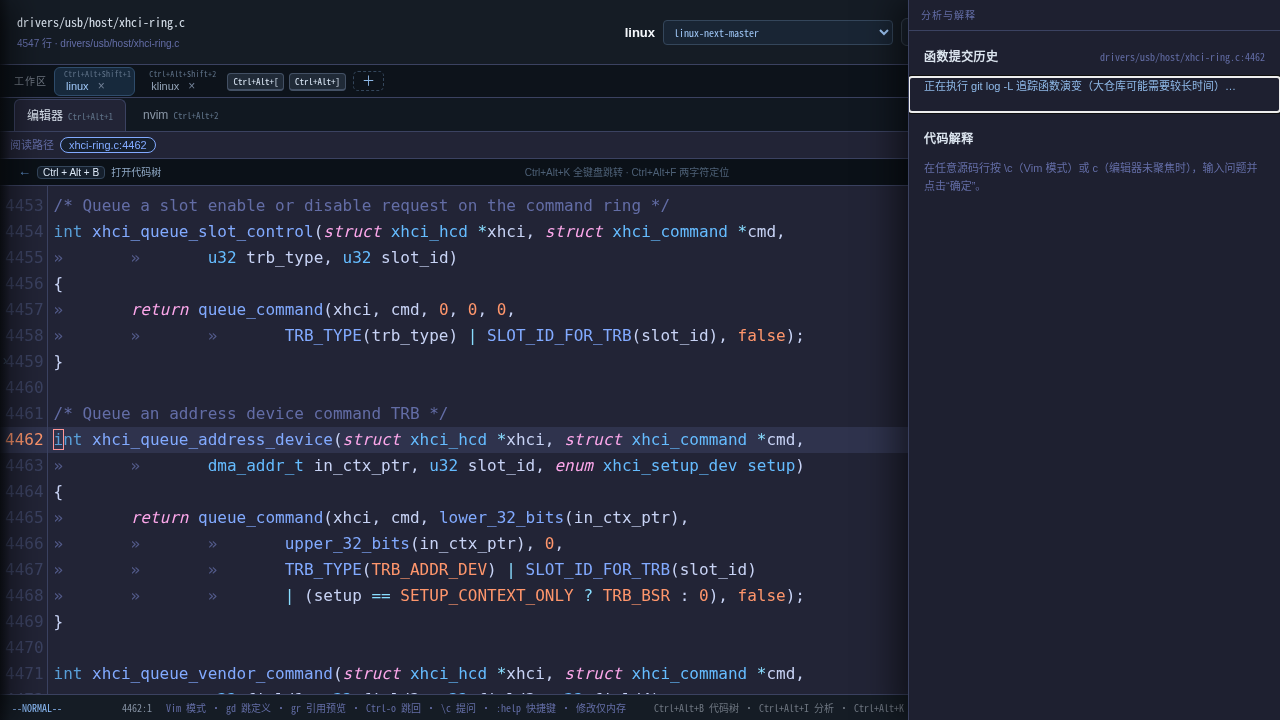 drivers/usb/host/xhci-ring.c
4547 行 · drivers/usb/host/xhci-ring.c
linux linux-next-master
工作区 Ctrl+Alt+Shift+1 linux × Ctrl+Alt+Shift+2 klinux × Ctrl+Alt+[ Ctrl+Alt+] +
编辑器 Ctrl+Alt+1 nvim Ctrl+Alt+2
阅读路径 xhci-ring.c:4462
← Ctrl + Alt + B 打开代码树 Ctrl+Alt+K 全键盘跳转 · Ctrl+Alt+F 两字符定位
4453 /* Queue a slot enable or disable request on the command ring */
4454 int xhci_queue_slot_control(struct xhci_hcd *xhci, struct xhci_command *cmd,
4455 » » u32 trb_type, u32 slot_id)
4456 {
4457 » return queue_command(xhci, cmd, 0, 0, 0,
4458 » » » TRB_TYPE(trb_type) | SLOT_ID_FOR_TRB(slot_id), false);
4459 }
4460
4461 /* Queue an address device command TRB */
4462 int xhci_queue_address_device(struct xhci_hcd *xhci, struct xhci_command *cmd,
4463 » » dma_addr_t in_ctx_ptr, u32 slot_id, enum xhci_setup_dev setup)
4464 {
4465 » return queue_command(xhci, cmd, lower_32_bits(in_ctx_ptr),
4466 » » » upper_32_bits(in_ctx_ptr), 0,
4467 » » » TRB_TYPE(TRB_ADDR_DEV) | SLOT_ID_FOR_TRB(slot_id)
4468 » » » | (setup == SETUP_CONTEXT_ONLY ? TRB_BSR : 0), false);
4469 }
4470
4471 int xhci_queue_vendor_command(struct xhci_hcd *xhci, struct xhci_command *cmd,
--NORMAL-- 4462:1 Vim 模式 · gd 跳定义 · gr 引用预览 · Ctrl-o 跳回 · \c 提问 · :help 快捷键 · 修改仅内存 Ctrl+Alt+B 代码树 · Ctrl+Alt+I 分析 · Ctrl+Alt+K
分析与解释
函数提交历史 drivers/usb/host/xhci-ring.c:4462
正在执行 git log -L 追踪函数演变（大仓库可能需要较长时间）…
代码解释
在任意源码行按 \c（Vim 模式）或 c（编辑器未聚焦时），输入问题并
点击“确定”。